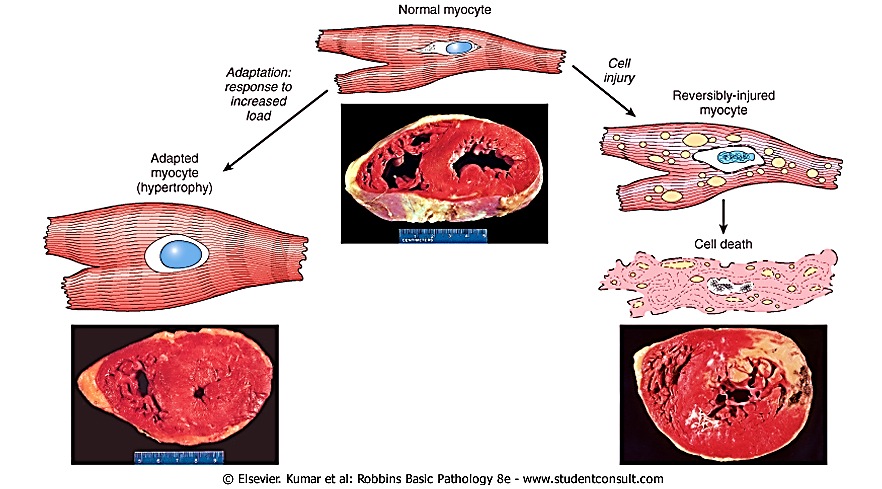 Normal myocyte
Adaptation:
response to
increased
load
Cell
injury
Reversibly-injured
myocyte
Adapted
myocyte
(hypertrophy)
Cell death
CENTIMETERS
© Elsevier. Kumar et al: Robbins Basic Pathology 8e - www.studentconsult.com